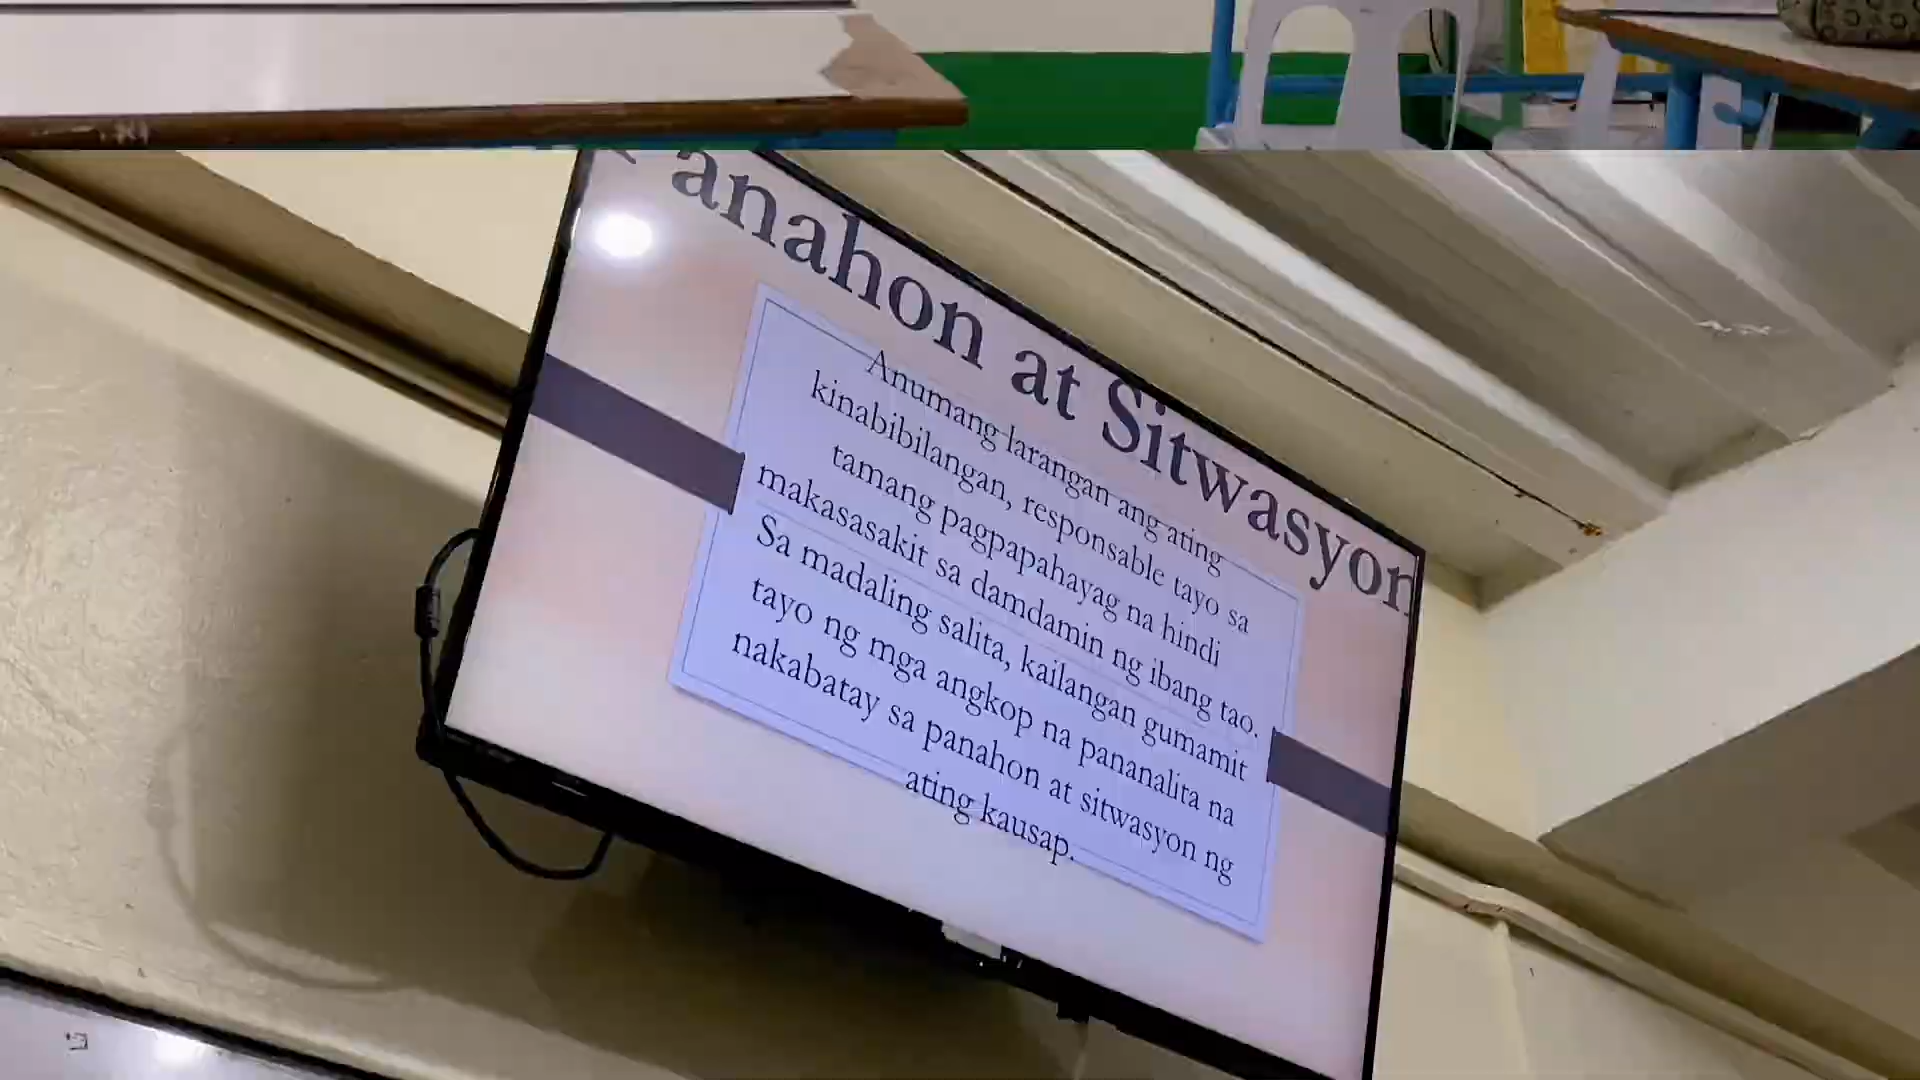 Panahon at Sitwasyon
Anumang larangan ang ating
kinabibilangan, responsable tayo sa
tamang pagpapahayag na hindi
makasasakit sa damdamin ng ibang tao.
Sa madaling salita, kailangan gumamit
tayo ng mga angkop na pananalita na
nakabatay sa panahon at sitwasyon ng
ating kausap.